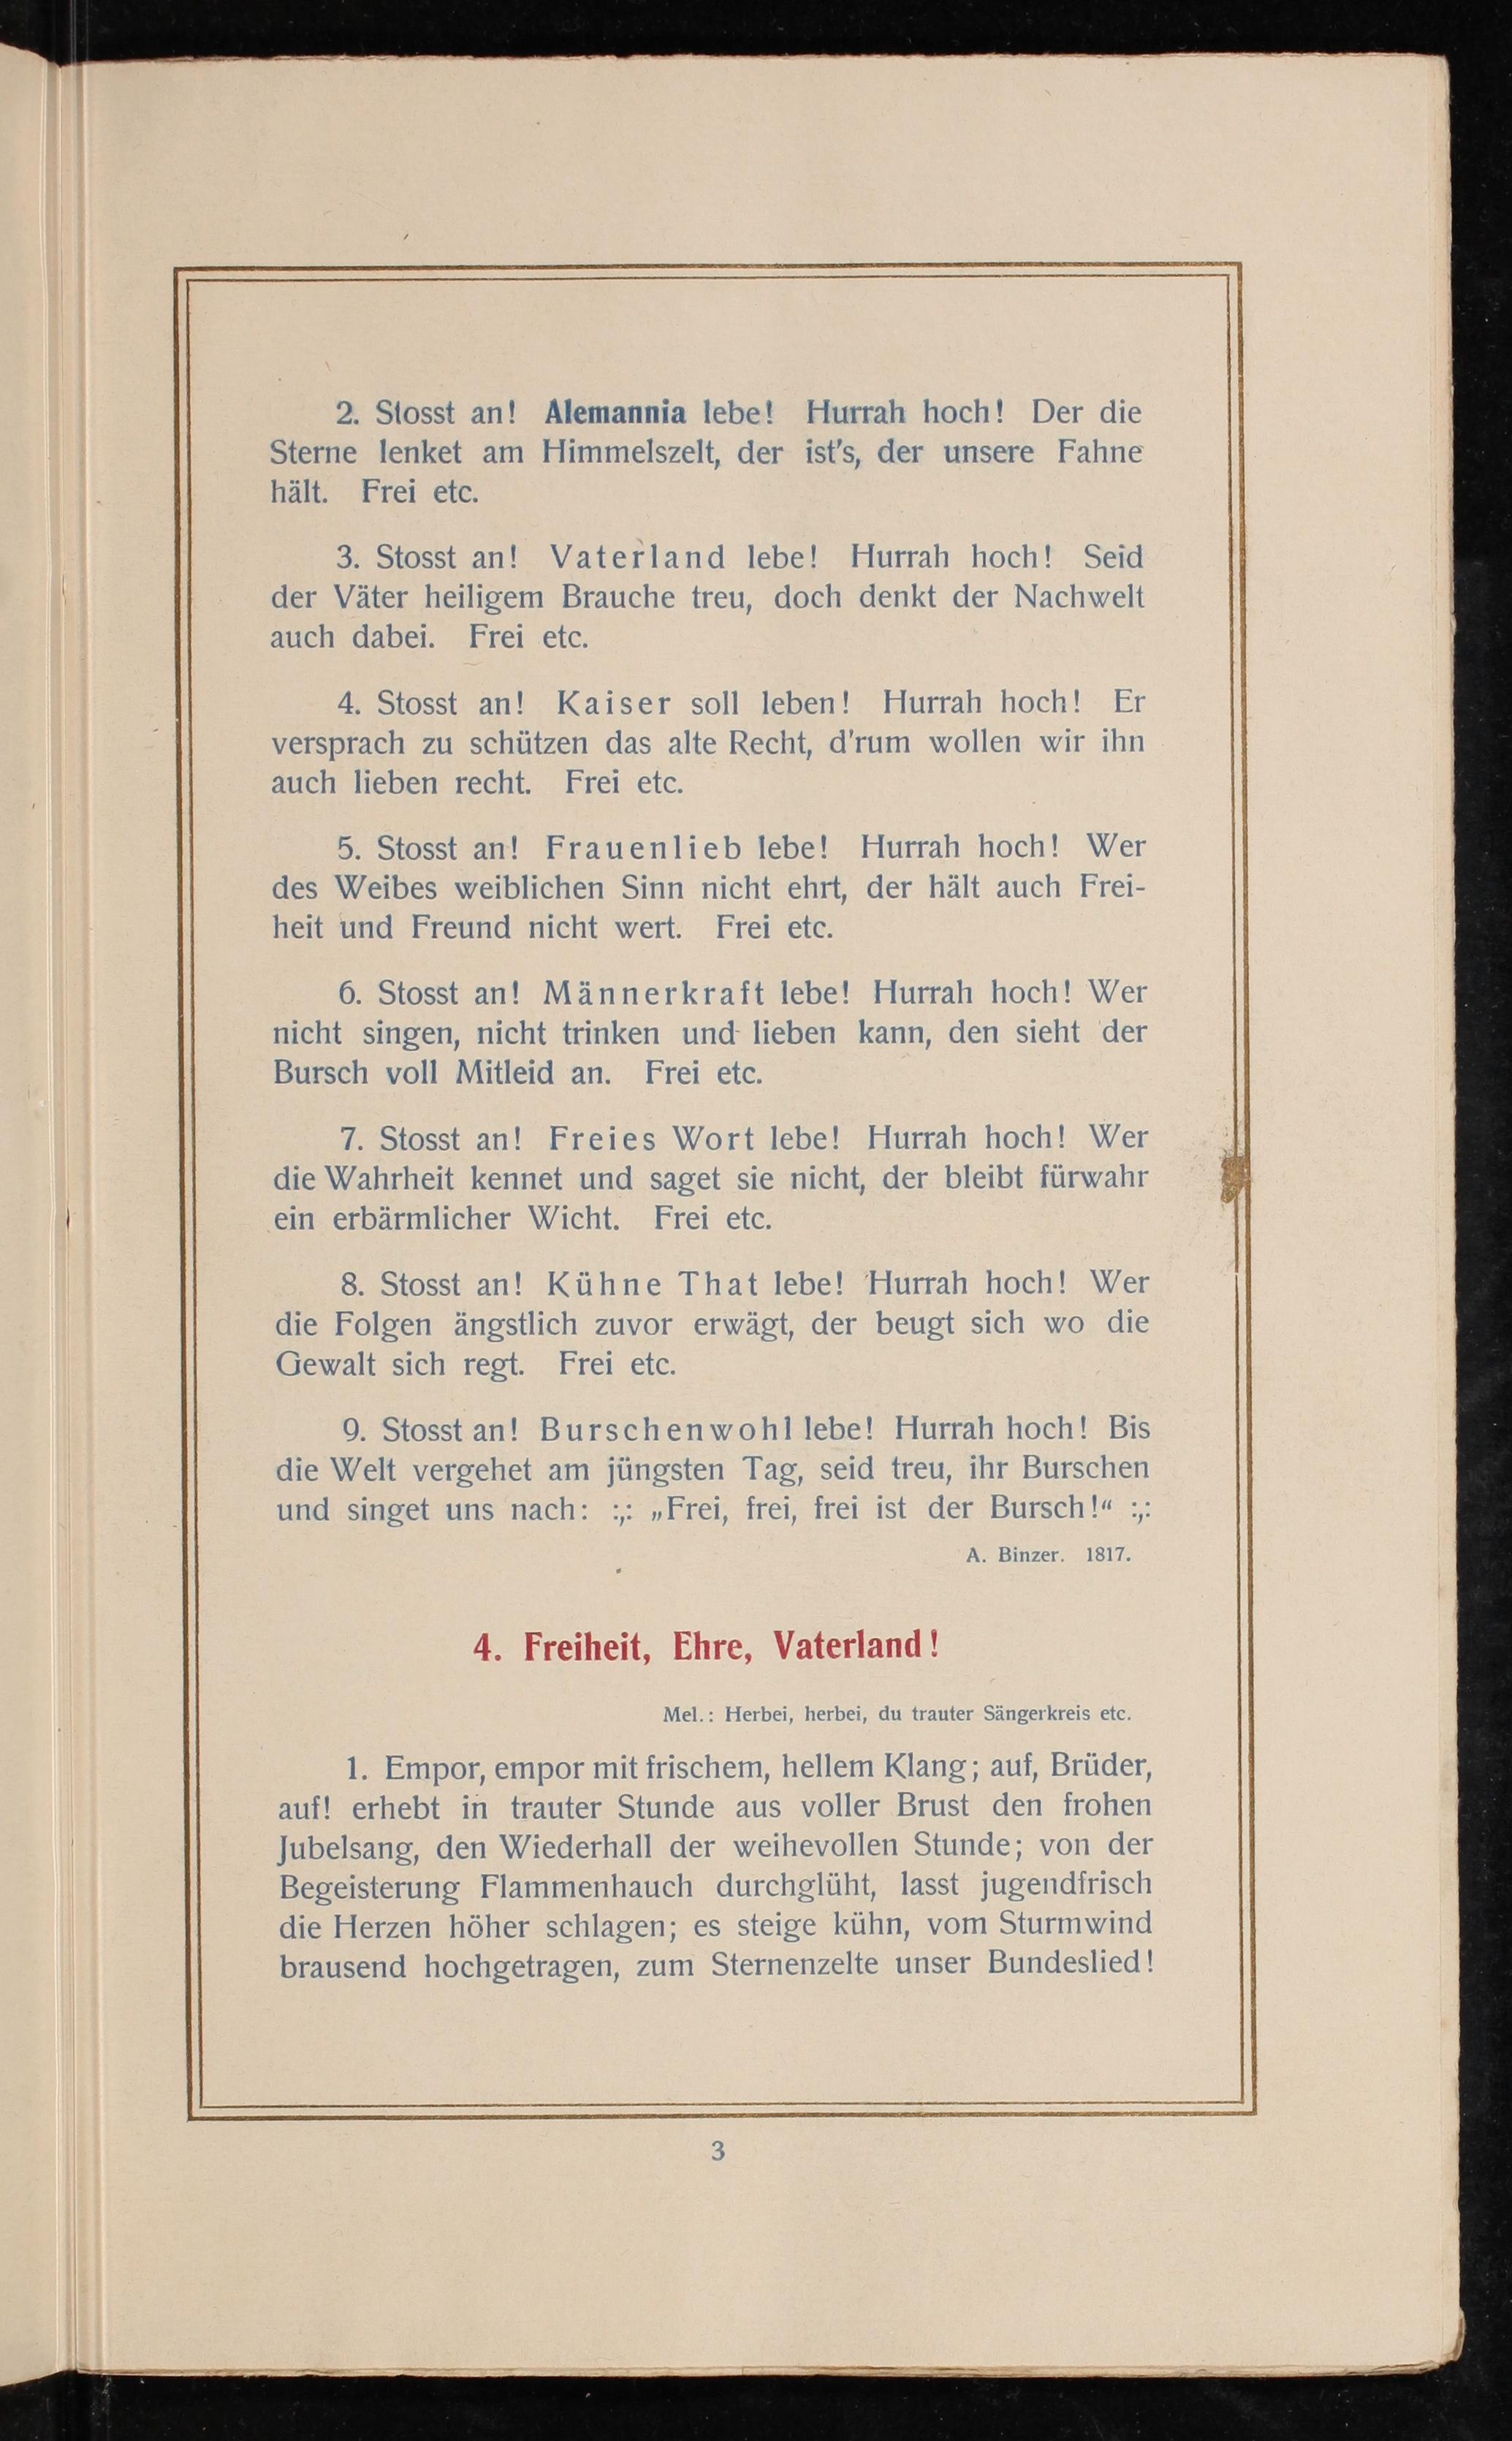 2. Stosst an! Alemannia lebe! Hurrah hoch! Der die
Sterne lenket am Himmelszelt, der ist's, der unsere Fahne
hält. Frei etc.
3. Stosst an! Vaterland lebe! Hurrah hoch! Seid
der Väter heiligem Brauche treu, doch denkt der Nachwelt
auch dabei. Frei etc.
4. Stosst an! Kaiser soll leben! Hurrah hoch! Er
versprach zu schützen das alte Recht, d'rum wollen wir ihn
auch lieben recht. Frei etc.
5. Stosst an! Frauenlieb lebe! Hurrah hoch! Wer
des Weibes weiblichen Sinn nicht ehrt, der hält auch Frei-
heit und Freund nicht wert. Frei etc.
6. Stosst an! Männerkraft lebe! Hurrah hoch! Wer
nicht singen, nicht trinken und lieben kann, den sieht der
Bursch voll Mitleid an. Frei etc.
7. Stosst an! Freies Wort lebe! Hurrah hoch! Wer
die Wahrheit kennet und saget sie nicht, der bleibt fürwahr
ein erbärmlicher Wicht. Frei etc.
8. Stosst an! Kühne That lebe! Hurrah hoch! Wer
die Folgen ängstlich zuvor erwägt, der beugt sich wo die
Gewalt sich regt. Frei etc.
9. Stosst an! Burschenwohl lebe! Hurrah hoch! Bis
die Welt vergehet am jüngsten Tag, seid treu, ihr Burschen
und singet uns nach: :,: „Frei, frei, frei ist der Bursch!“ :,:
A. Binzer. 1817.
4. Freiheit, Ehre, Vaterland!
Mel.: Herbei, herbei, du trauter Sängerkreis etc.
1. Empor, empor mit frischem, hellem Klang; auf, Brüder,
auf! erhebt in trauter Stunde aus voller Brust den frohen
Jubelsang, den Wiederhall der weihevollen Stunde; von der
Begeisterung Flammenhauch durchglüht, lasst jugendfrisch
die Herzen höher schlagen; es steige kühn, vom Sturmwind
brausend hochgetragen, zum Sternenzelte unser Bundeslied!
3